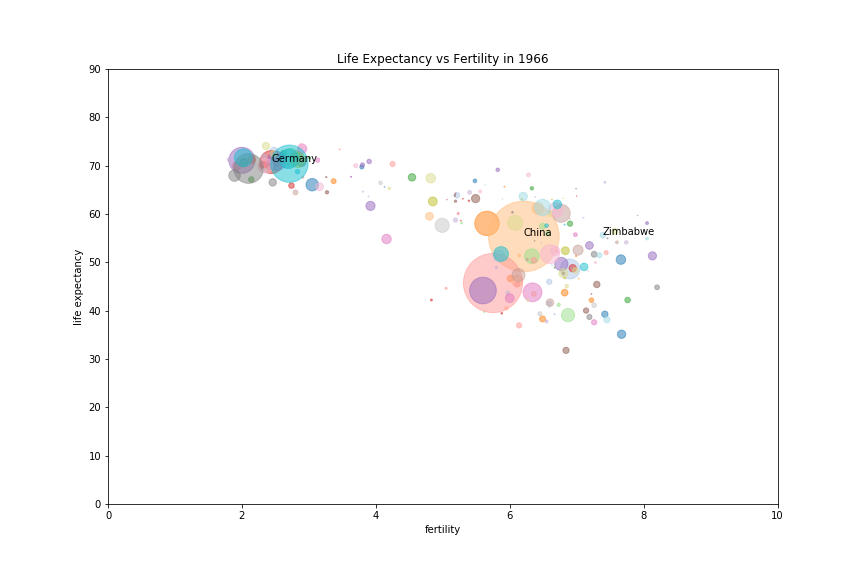 Life Expectancy vs Fertility in 1966
90
80
70
60
50
40
30
20
10
0
life expectancy
Germany
China
Zimbabwe
0 2 4 6 8 10
fertility